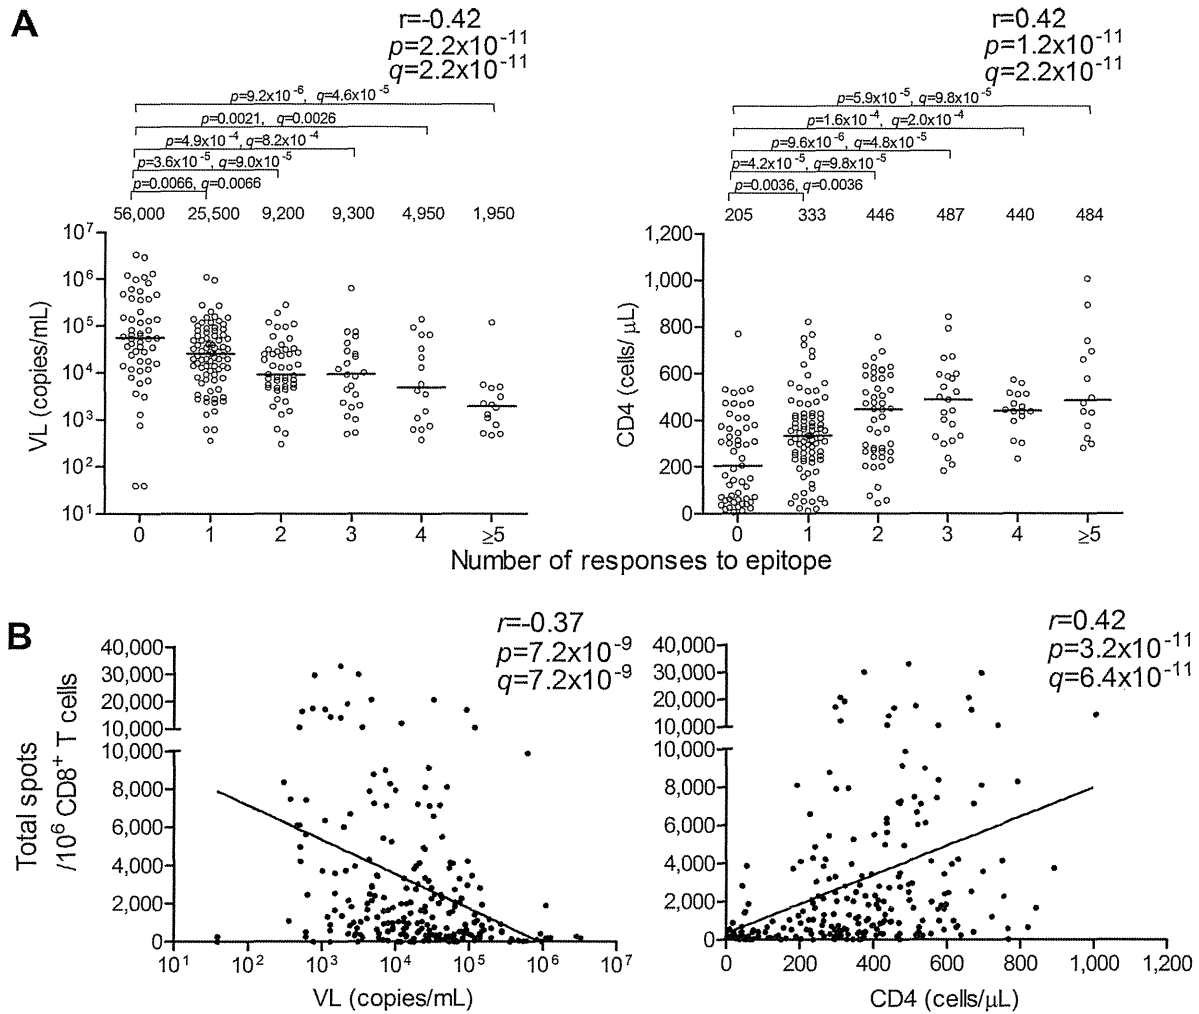 A
r=-0.42
p=2.2x10-11
q=2.2x10-11
p=9.2x10-6, q=4.6x10-5
p=0.0021, q=0.0026
p=4.9x10-4, q=8.2x10-4
p=3.6x10-5, q=9.0x10-5
p=0.0066, q=0.0066
56,000 25,500 9,200 9,300 4,950 1,950
VL (copies/mL)
107
106
105
104
103
102
101
0 1 2 3 4 ≥5
r=0.42
p=1.2x10-11
q=2.2x10-11
p=5.9x10-5, q=9.8x10-5
p=1.6x10-4, q=2.0x10-4
p=9.6x10-6, q=4.8x10-5
p=4.2x10-5, q=9.8x10-5
p=0.0036, q=0.0036
205 333 446 487 440 484
CD4 (cells/ μL)
1,200
1,000
800
600
400
200
0
0 1 2 3 4 ≥5
Number of responses to epitope
B
r=-0.37
p=7.2x10-9
q=7.2x10-9
Total spots
/106 CD8+ T cells
40,000
30,000
20,000
10,000
10,000
8,000
6,000
4,000
2,000
0
101 102 103 104 105 106 107
VL (copies/mL)
r=0.42
p=3.2x10-11
q=6.4x10-11
40,000
30,000
20,000
10,000
10,000
8,000
6,000
4,000
2,000
0
0 200 400 600 800 1,000 1,200
CD4 (cells/μL)